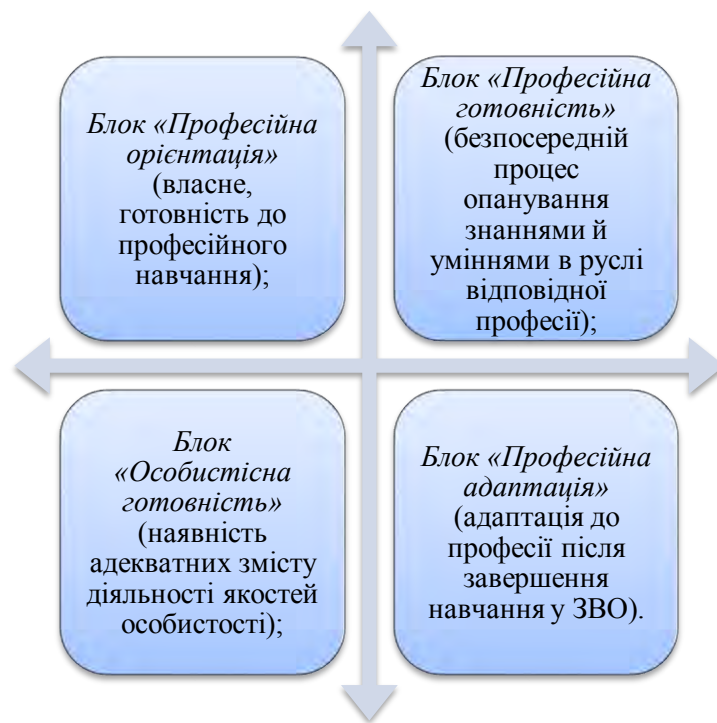 Блок «Професійна
орієнтація»
(власне,
готовність до
професійного
навчання);
Блок «Професійна
готовність»
(безпосередній
процес
опанування
знаннями й
уміннями в руслі
відповідної
професії);
Блок
«Особистісна
готовність»
(наявність
адекватних змісту
діяльності якостей
особистості);
Блок «Професійна
адаптація»
(адаптація до
професії після
завершення
навчання у ЗВО).